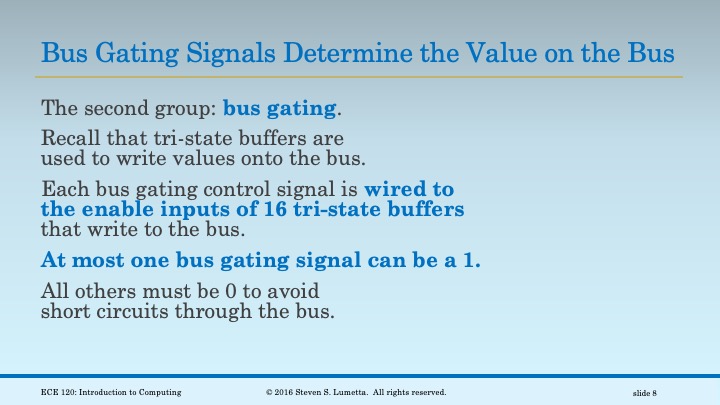 Bus Gating Signals Determine the Value on the Bus
The second group: bus gating.
Recall that tri-state buffers are
used to write values onto the bus.
Each bus gating control signal is wired to
the enable inputs of 16 tri-state buffers
that write to the bus.
At most one bus gating signal can be a 1.
All others must be 0 to avoid
short circuits through the bus.
ECE 120: Introduction to Computing
© 2016 Steven S. Lumetta. All rights reserved.
slide 8